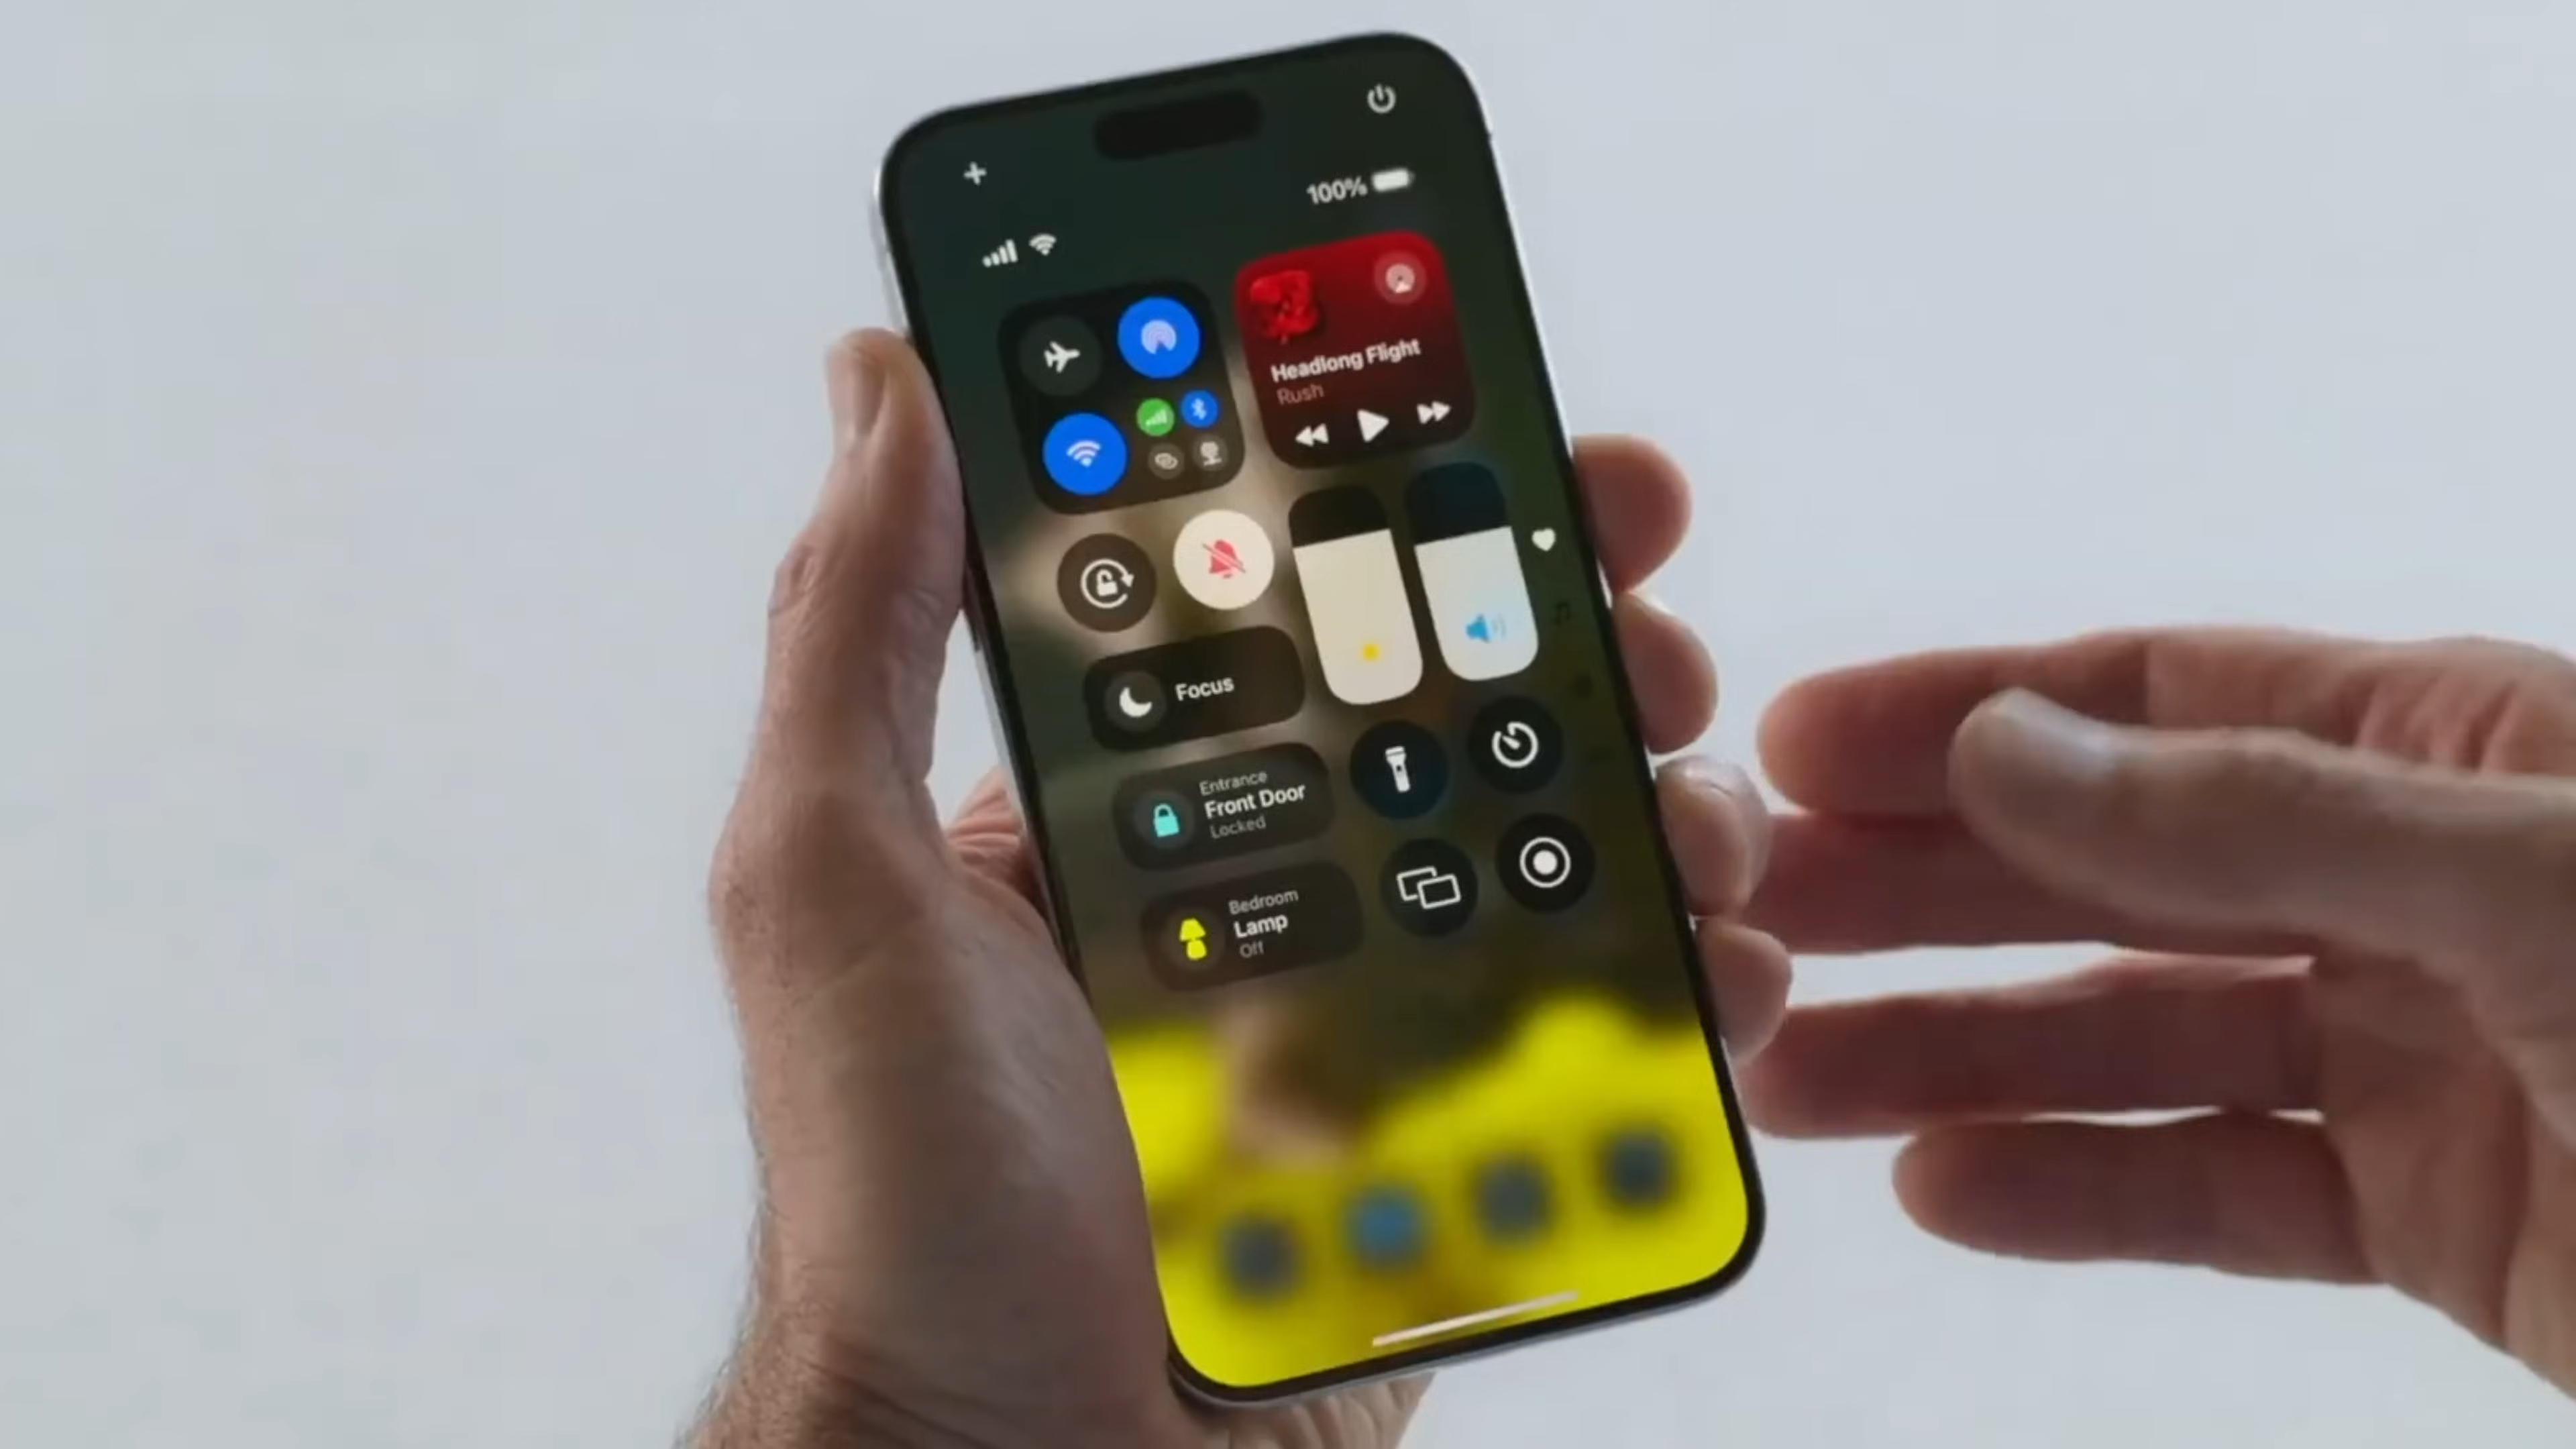 100%
Headlong Flight
Rush
Focus
Entrance
Front Door
Locked
Bedroom
Lamp
Off